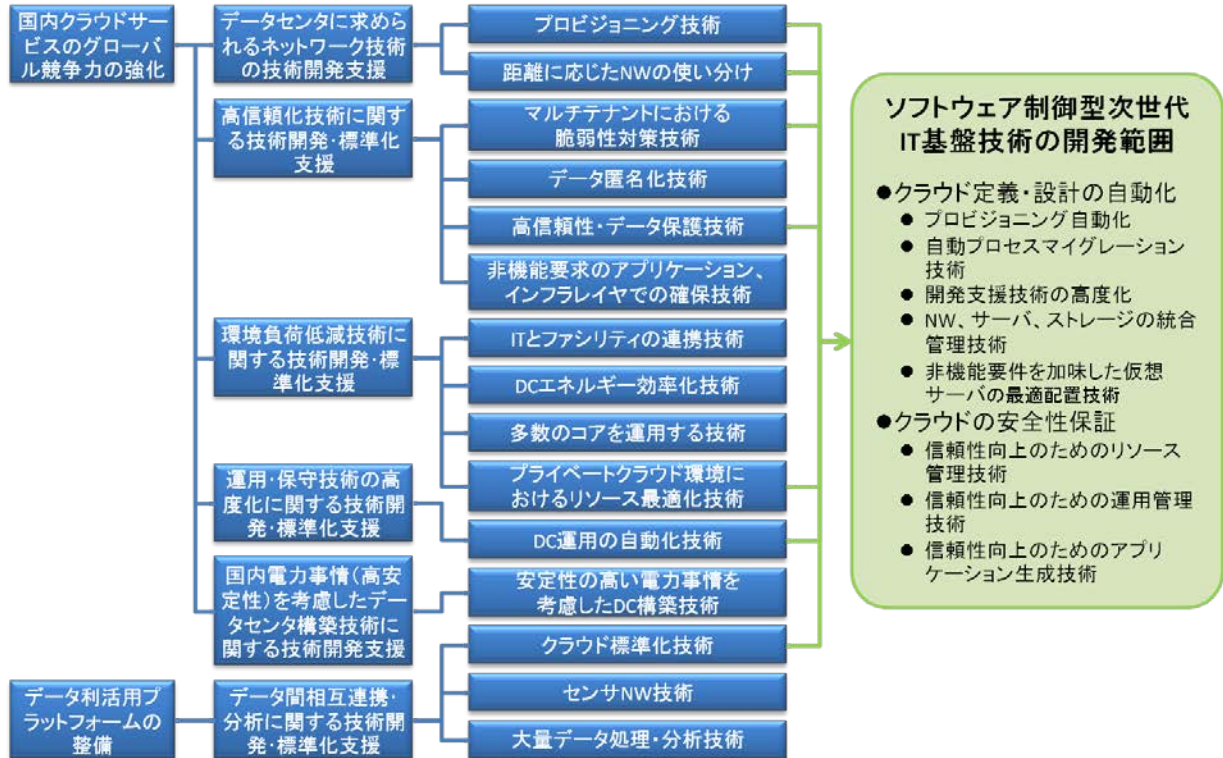 国内クラウドサー
ビスのグローバ
ル競争力の強化
データセンタに求めら
れるネットワーク技術
の技術開発支援
プロビジョニング技術
距離に応じたNWの使い分け
高信頼化技術に関す
る技術開発・標準化
支援
マルチテナントにおける
脆弱性対策技術
データ匿名化技術
高信頼性・データ保護技術
非機能要求のアプリケーション、
インフラレイヤでの確保技術
環境負荷低減技術に
関する技術開発・標
準化支援
ITとファシリティの連携技術
DCエネルギー効率化技術
多数のコアを運用する技術
プライベートクラウド環境に
おけるリソース最適化技術
運用・保守技術の高
度化に関する技術開
発・標準化支援
DC運用の自動化技術
国内電力事情(高安
定性)を考慮したデー
タセンタ構築技術に
関する技術開発支援
安定性の高い電力事情を
考慮したDC構築技術
データ利活用プ
ラットフォームの
整備
データ間相互連携・
分析に関する技術開
発・標準化支援
クラウド標準化技術
センサNW技術
大量データ処理・分析技術
ソフトウェア制御型次世代
IT基盤技術の開発範囲
●クラウド定義・設計の自動化
● プロビジョニング自動化
● 自動プロセスマイグレーション
技術
● 開発支援技術の高度化
● NW、サーバ、ストレージの統合
管理技術
● 非機能要件を加味した仮想
サーバの最適配置技術
●クラウドの安全性保証
● 信頼性向上のためのリソース
管理技術
● 信頼性向上のための運用管理
技術
● 信頼性向上のためのアプリ
ケーション生成技術